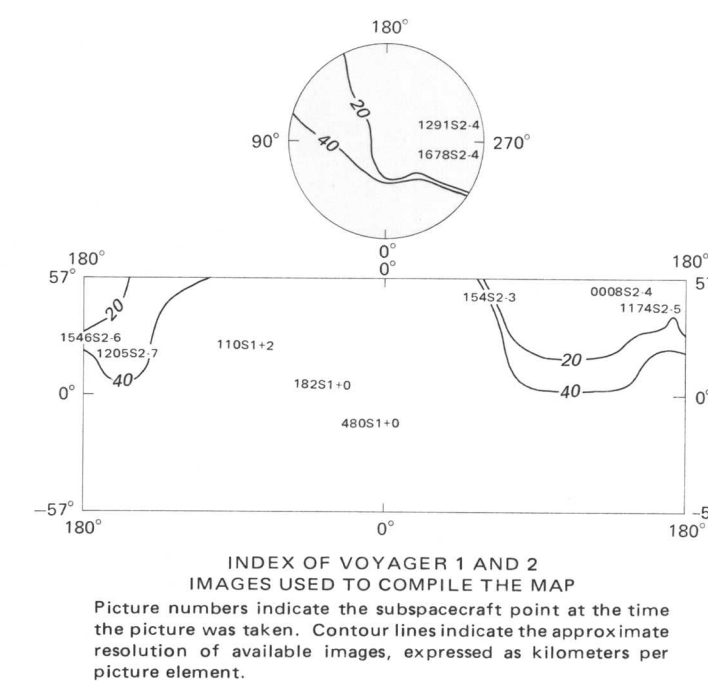 180°
20
1291S2-4
90°
40
270°
1678S2-4
0°
180°
0°
180°
57°
5
154S2-3
0008S2-4
20
1174S2-5
1546S2-6
1205S2-7
110S1+2
20
40
182S1+0
40
0°
0°
480S1+0
−57°
−5
180°
0°
180°
INDEX OF VOYAGER 1 AND 2
IMAGES USED TO COMPILE THE MAP
Picture numbers indicate the subspacecraft point at the time
the picture was taken. Contour lines indicate the approximate
resolution of available images, expressed as kilometers per
picture element.